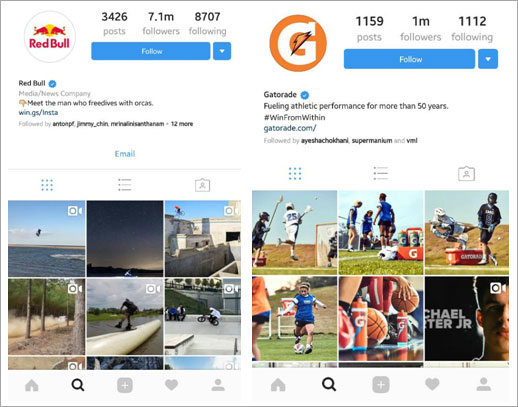 Red Bull
3426 7.1m 8707
posts followers following
Follow
Red Bull
Media/News Company
Meet the man who freedives with orcas.
win.gs/Insta
Followed by antonpf, jimmy_chin, mrinalinisanthanam + 12 more
Email
G
1159 1m 1112
posts followers following
Follow
Gatorade
Fueling athletic performance for more than 50 years.
#WinFromWithin
gatorade.com/
Followed by ayeshachokhani, supermanium and vml
GATORADE
CHAEL
RTER JR